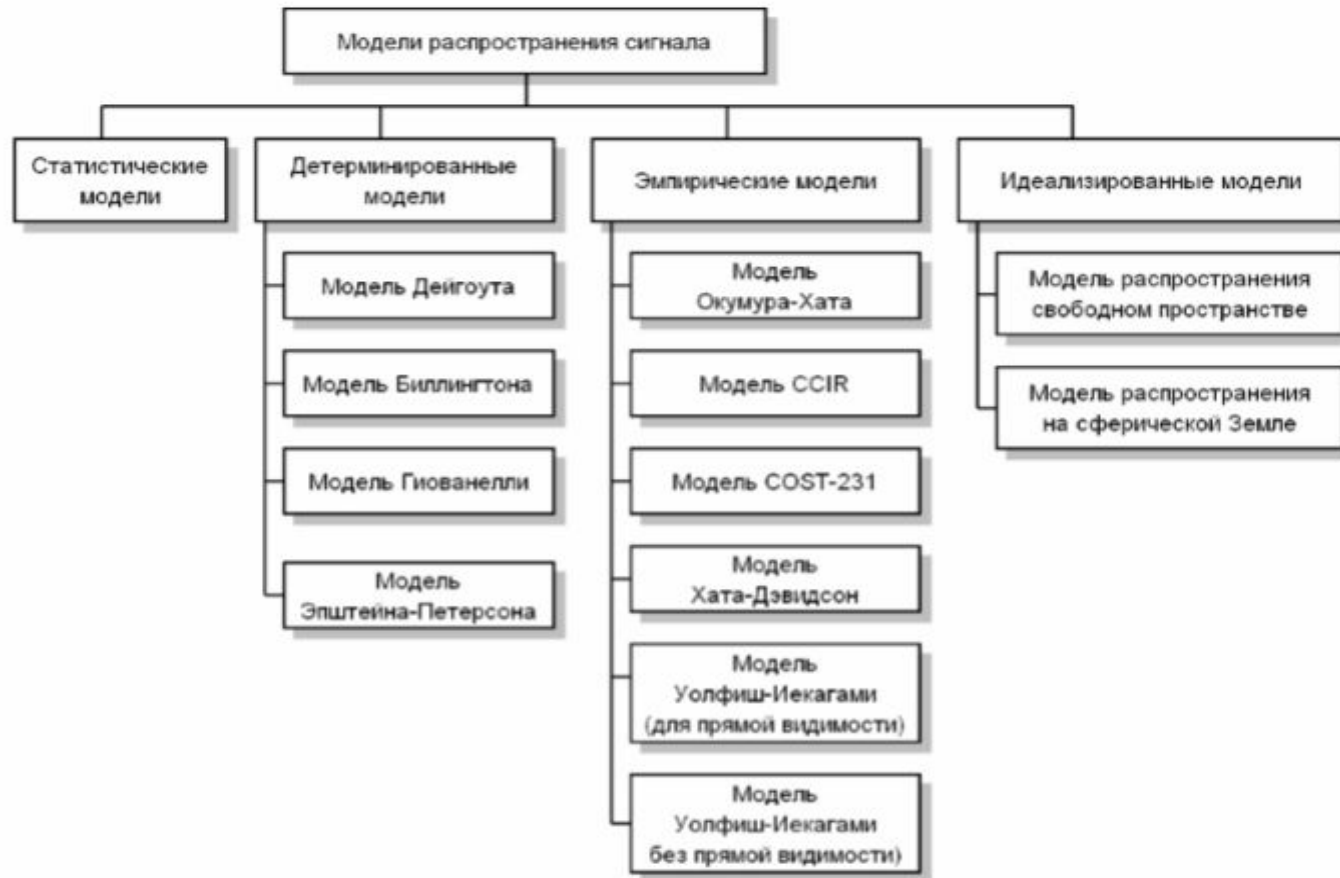 Модели распространения сигнала
Статистические
модели
Детерминированные
модели
Эмпирические модели
Идеализированные модели
Модель Дейгоута
Модель Биллингтона
Модель Гиованелли
Модель
Эпштейна-Петерсона
Модель
Окумура-Хата
Модель CCIR
Модель COST-231
Модель
Хата-Дэвидсон
Модель
Уолфиш-Иекагами
(для прямой видимости)
Модель
Уолфиш-Иекагами
без прямой видимости)
Модель распространения
свободном пространстве
Модель распространения
на сферической Земле